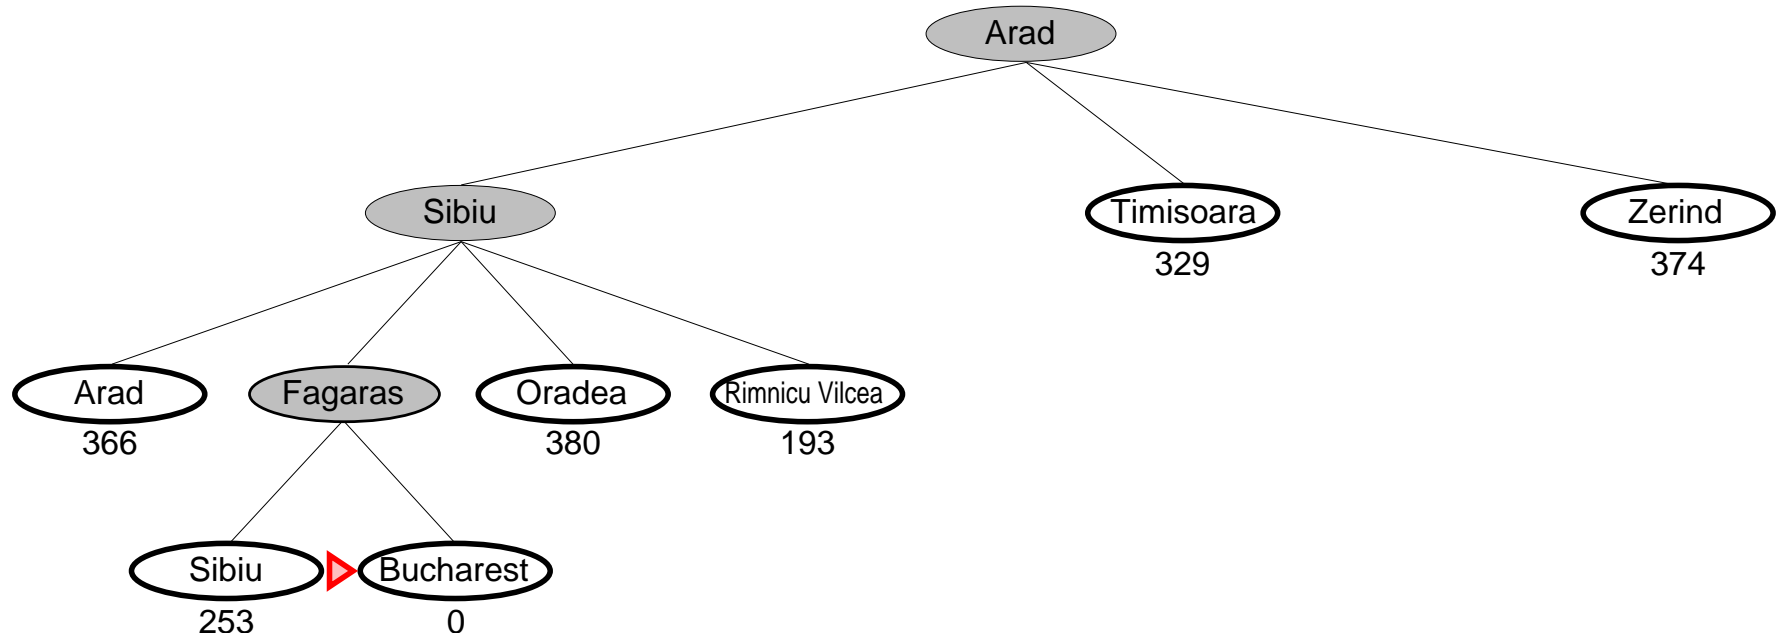 Arad
Sibiu
Timisoara
Zerind
329
374
Arad
Fagaras
Oradea
Rimnicu Vilcea
366
380
193
Sibiu
Bucharest
253
0